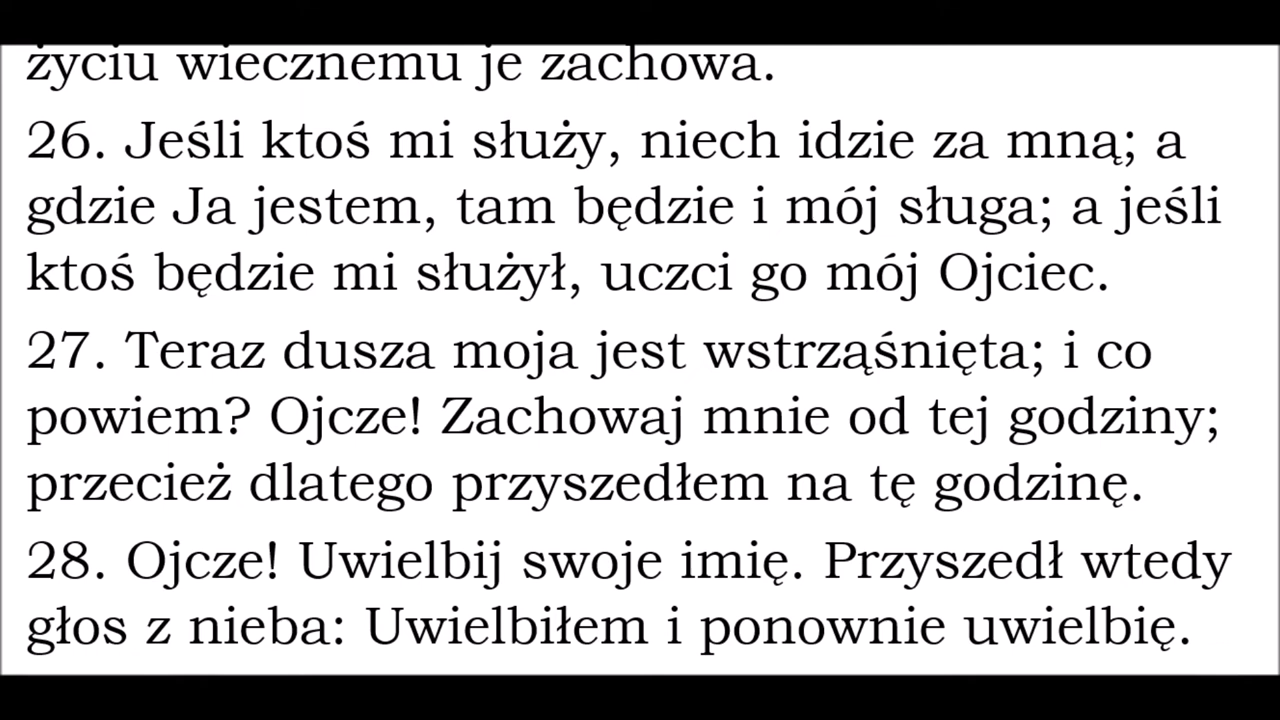 życiu wiecznemu je zachowa.
26. Jeśli ktoś mi służy, niech idzie za mną; a
gdzie Ja jestem, tam będzie i mój sługa; a jeśli
ktoś będzie mi służył, uczci go mój Ojciec.
27. Teraz dusza moja jest wstrząśnięta; i co
powiem? Ojcze! Zachowaj mnie od tej godziny;
przecież dlatego przyszedłem na tę godzinę.
28. Ojcze! Uwielbij swoje imię. Przyszedł wtedy
głos z nieba: Uwielbiłem i ponownie uwielbię.